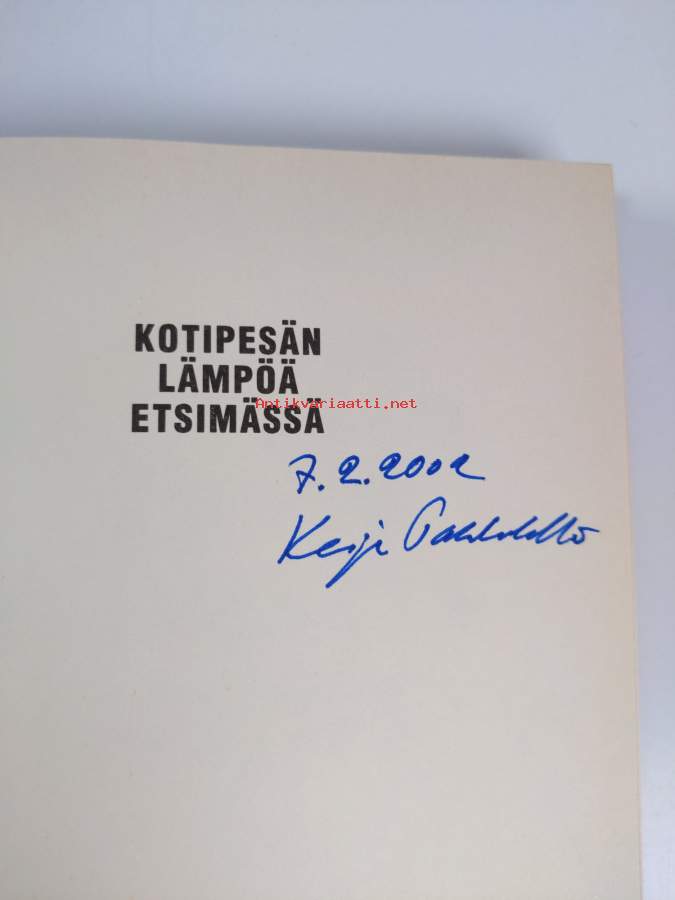 KOTIPESÄN
LÄMPÖÄ
ETSIMÄSSÄ
Antikvariaatti.net
7.2.2002